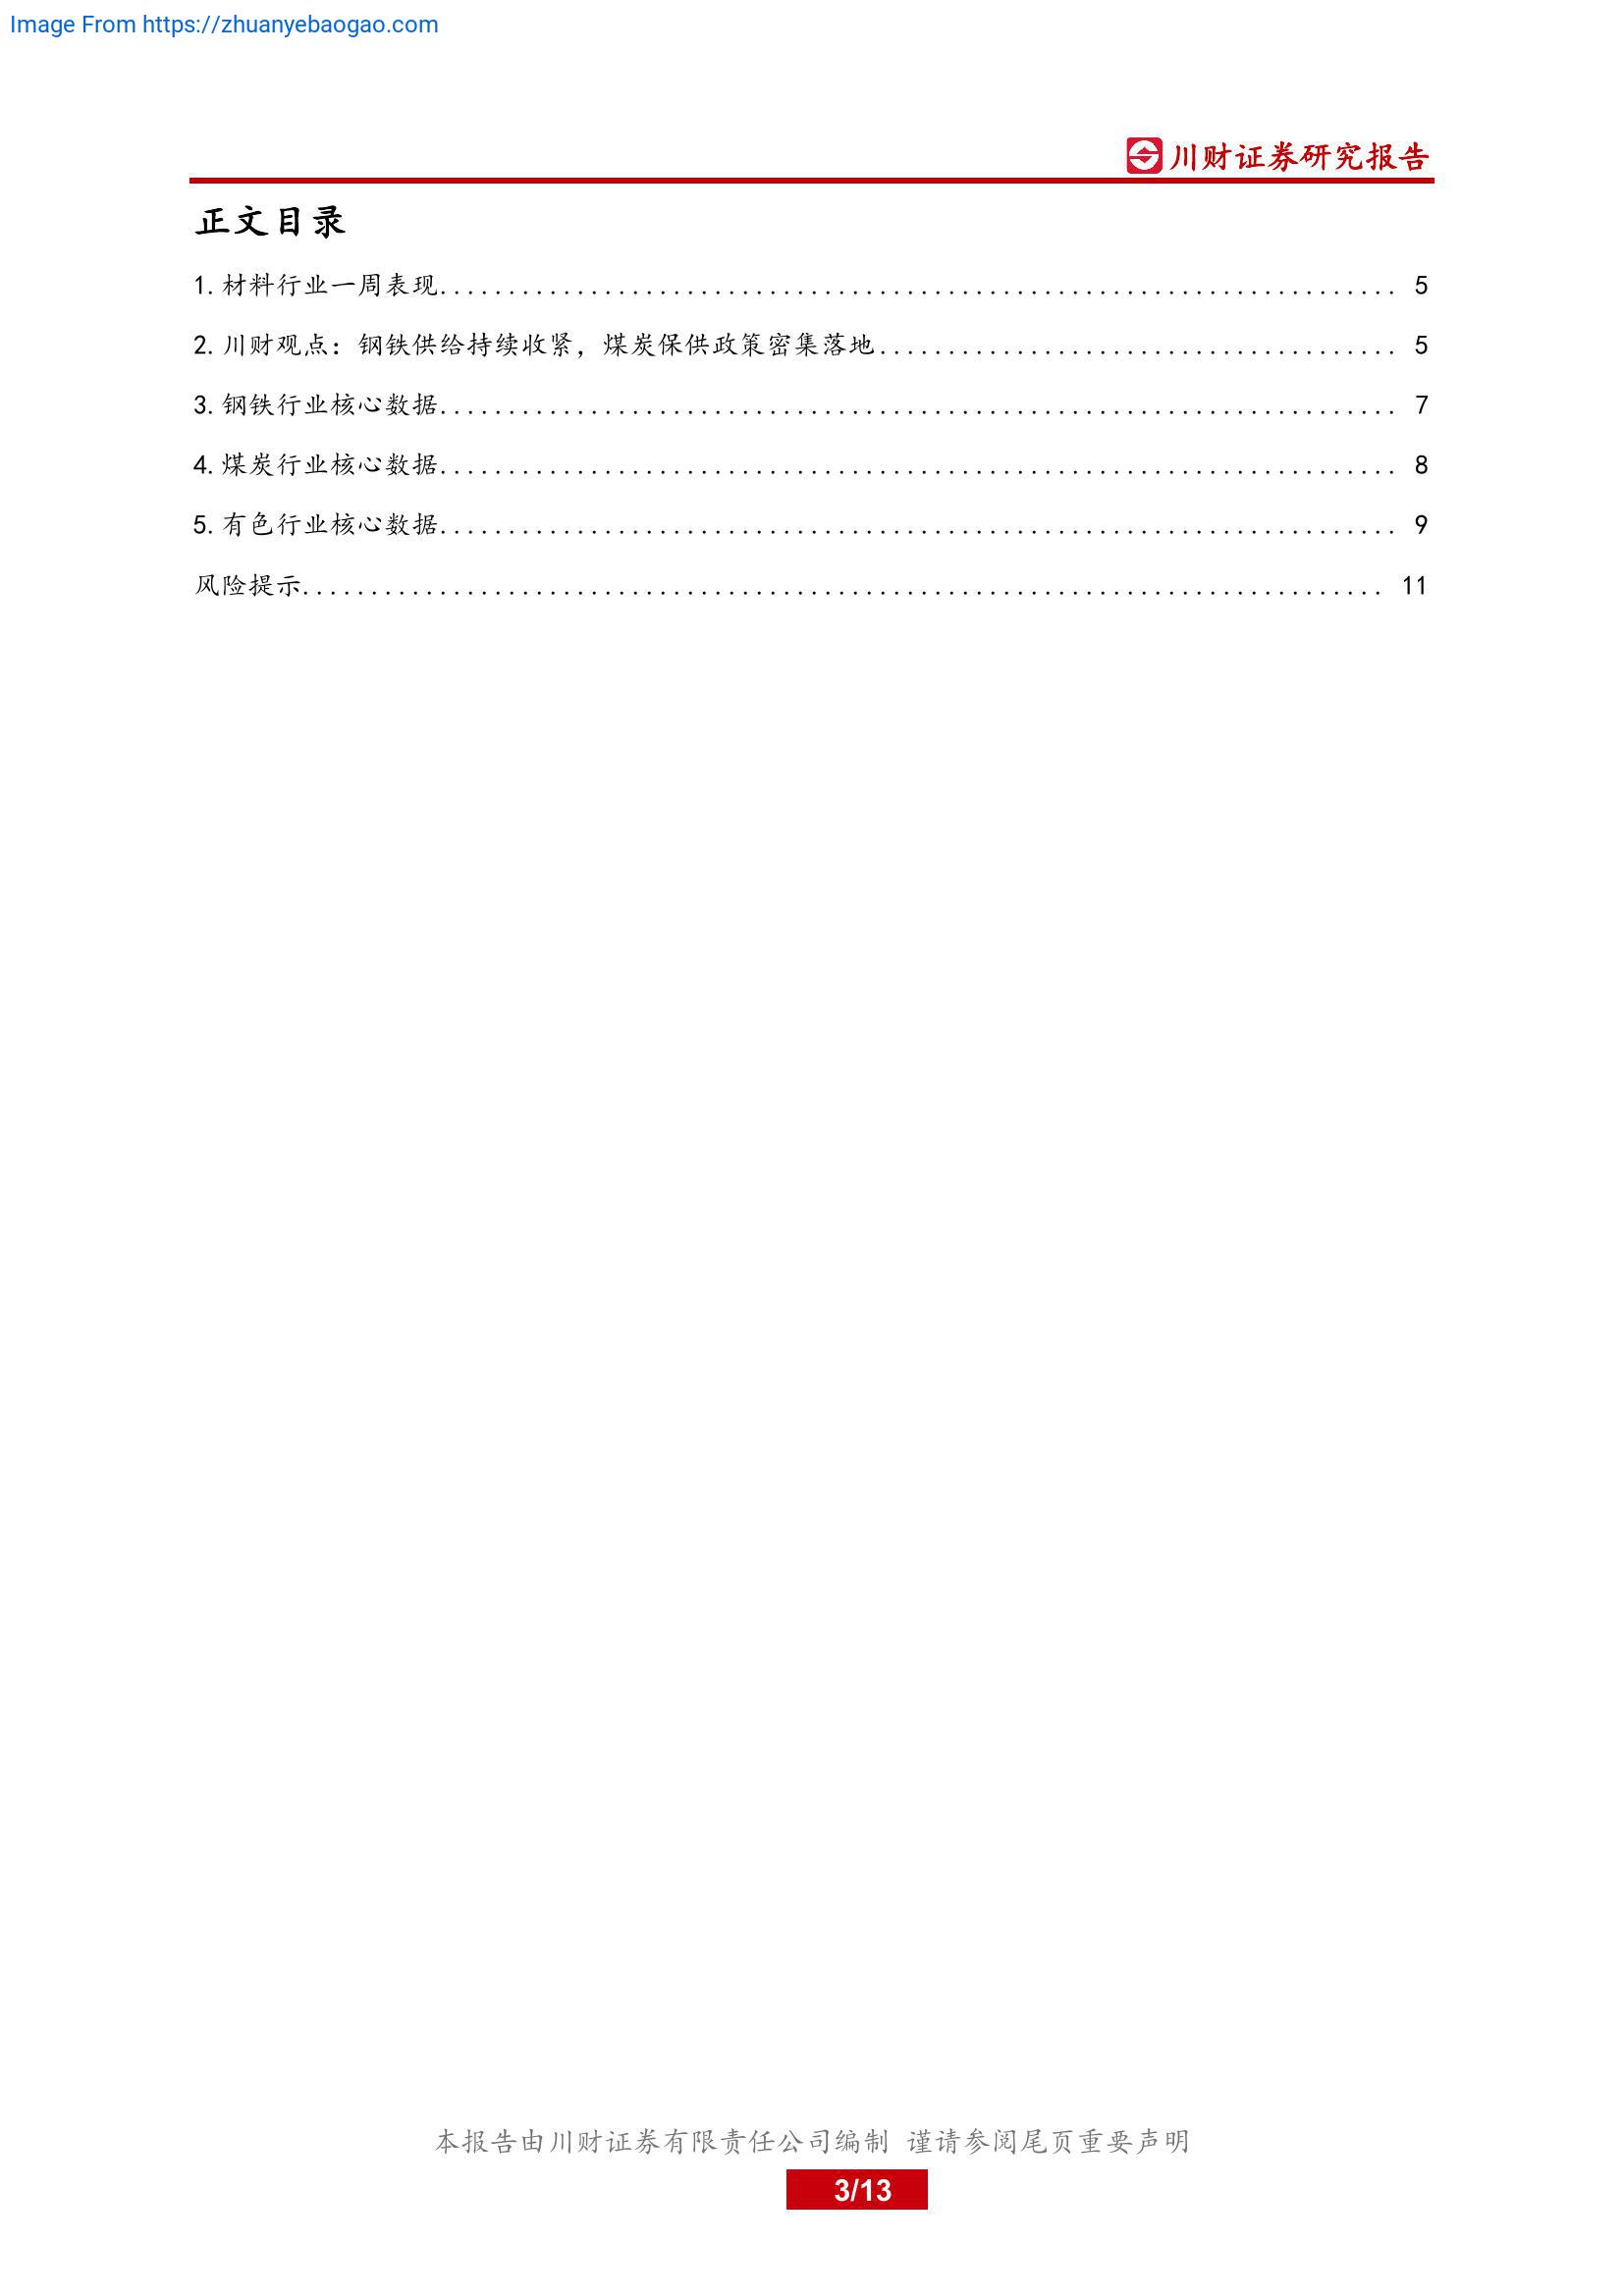 Image From https://zhuanyebaogao.com
川财证券研究报告
正文目录
1. 材料行业一周表现...................................................................... 5
2. 川财观点：钢铁供给持续收紧，煤炭保供政策密集落地...................................... 5
3. 钢铁行业核心数据...................................................................... 7
4. 煤炭行业核心数据...................................................................... 8
5. 有色行业核心数据...................................................................... 9
风险提示............................................................................... 11
本报告由川财证券有限责任公司编制 谨请参阅尾页重要声明
3/13